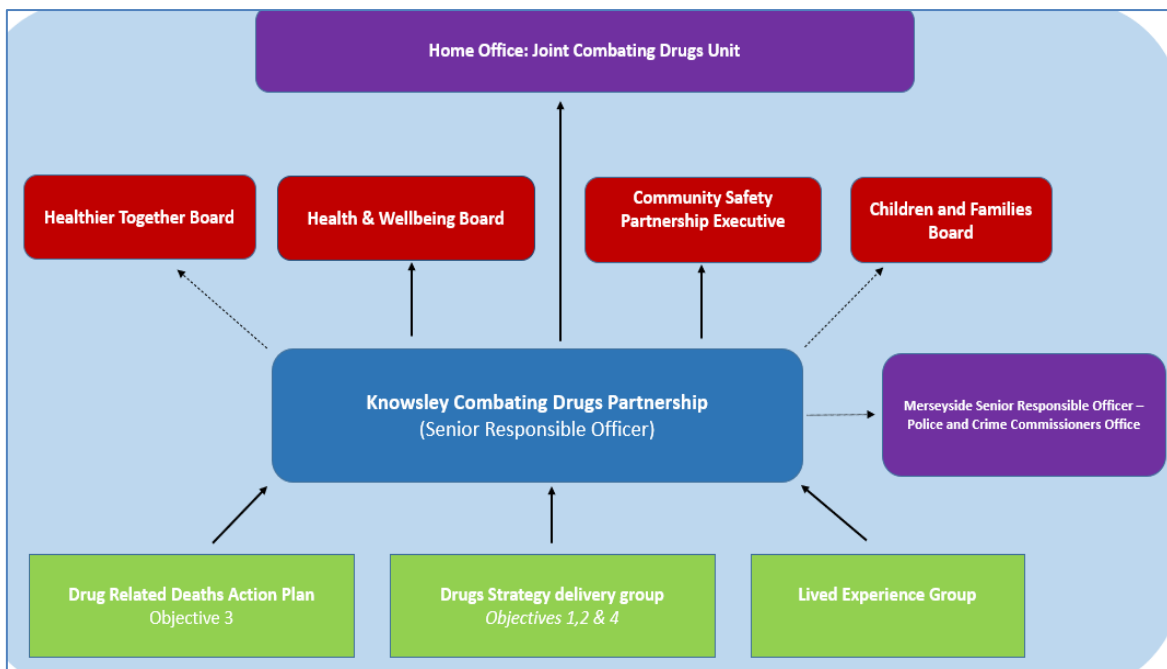 Home Office: Joint Combating Drugs Unit
Healthier Together Board
Health & Wellbeing Board
Community Safety
Partnership Executive
Children and Families
Board
Knowsley Combating Drugs Partnership
(Senior Responsible Officer)
Merseyside Senior Responsible Officer –
Police and Crime Commissioners Office
Drug Related Deaths Action Plan
Objective 3
Drugs Strategy delivery group
Objectives 1,2 & 4
Lived Experience Group